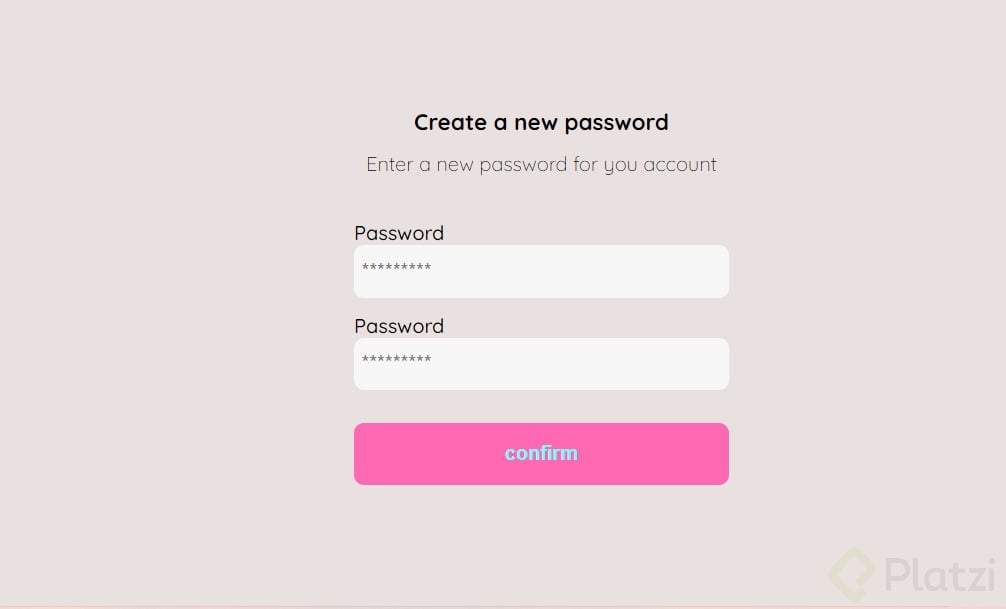 Create a new password
Enter a new password for you account
Password
*********
Password
*********
confirm
Platzi